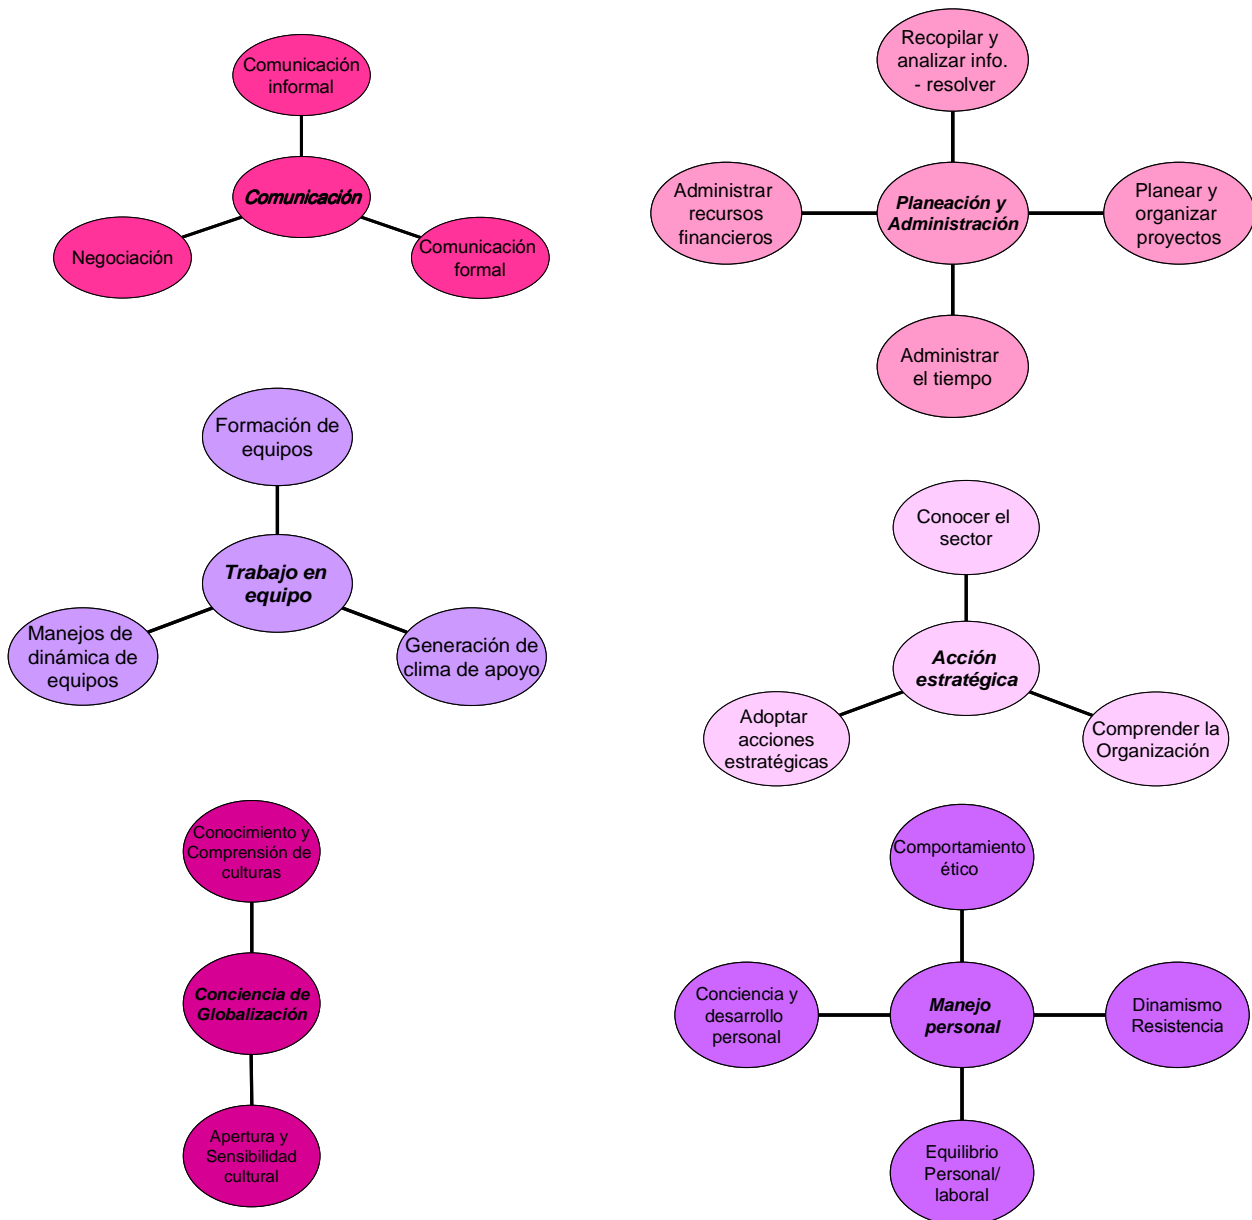 Comunicación
informal
Comunicación
Negociación
Comunicación
formal
Recopilar y
analizar info.
- resolver
Administrar
recursos
financieros
Planeación y
Administración
Planear y
organizar
proyectos
Administrar
el tiempo
Formación de
equipos
Trabajo en
equipo
Manejos de
dinámica de
equipos
Generación de
clima de apoyo
Conocer el
sector
Acción
estratégica
Adoptar
acciones
estratégicas
Comprender la
Organización
Conocimiento y
Comprensión de
culturas
Conciencia de
Globalización
Apertura y
Sensibilidad
cultural
Comportamiento
ético
Conciencia y
desarrollo
personal
Manejo
personal
Dinamismo
Resistencia
Equilibrio
Personal/
laboral